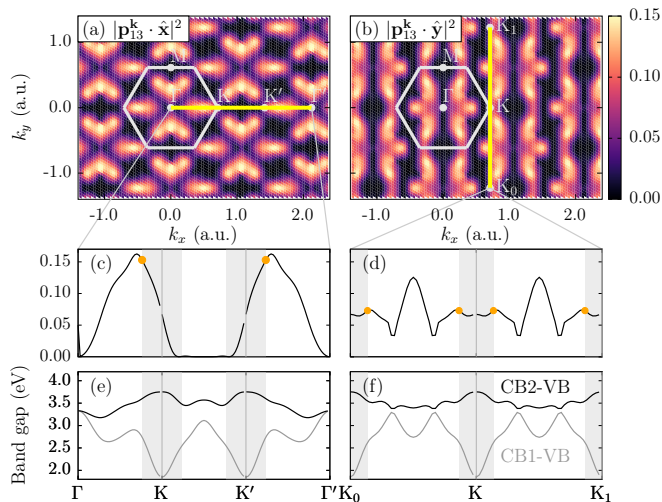 (a) |p₁₃ᵏ · x̂|²
(b) |p₁₃ᵏ · ŷ|²
k_y (a.u.)
1.0
0.0
-1.0
M
K
K′
-1.0 0.0 1.0 2.0
k_x (a.u.)
M
Γ
K₁
K
K₀
-1.0 0.0 1.0 2.0
k_x (a.u.)
0.15
0.10
0.05
0.00
(c)
0.15
0.10
0.05
0.00
(d)
(e)
Band gap (eV)
4.0
3.5
3.0
2.5
2.0
(f)
CB2-VB
CB1-VB
Γ K K′ Γ′
K₀ K K₁